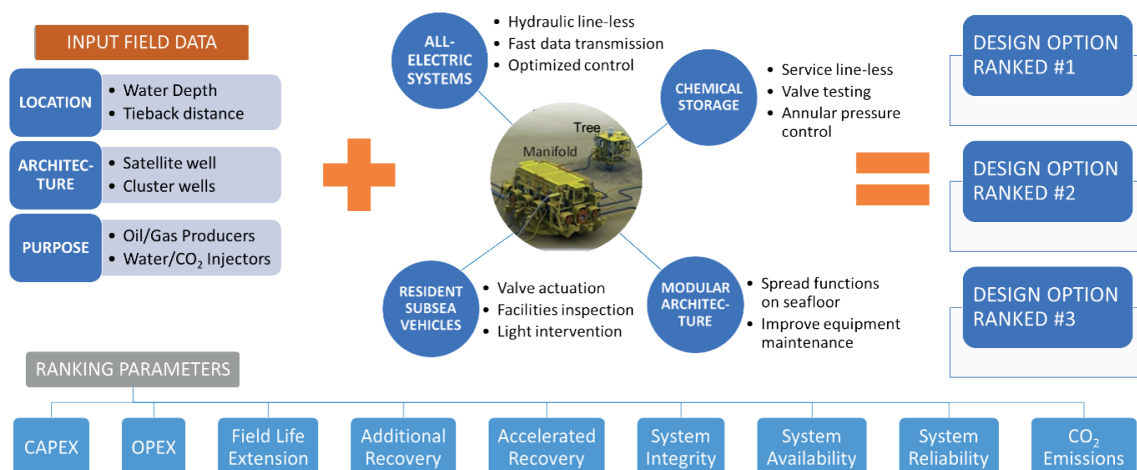 INPUT FIELD DATA
LOCATION
• Water Depth
• Tieback distance
ARCHITEC-
TURE
• Satellite well
• Cluster wells
PURPOSE
• Oil/Gas Producers
• Water/CO₂ Injectors
ALL-
ELECTRIC
SYSTEMS
• Hydraulic line-less
• Fast data transmission
• Optimized control
CHEMICAL
STORAGE
• Service line-less
• Valve testing
• Annular pressure
control
Tree
Manifold
RESIDENT
SUBSEA
VEHICLES
• Valve actuation
• Facilities inspection
• Light intervention
MODULAR
ARCHITEC-
TURE
• Spread functions
on seafloor
• Improve equipment
maintenance
DESIGN OPTION
RANKED #1
DESIGN OPTION
RANKED #2
DESIGN OPTION
RANKED #3
RANKING PARAMETERS
CAPEX
OPEX
Field Life
Extension
Additional
Recovery
Accelerated
Recovery
System
Integrity
System
Availability
System
Reliability
CO₂
Emissions